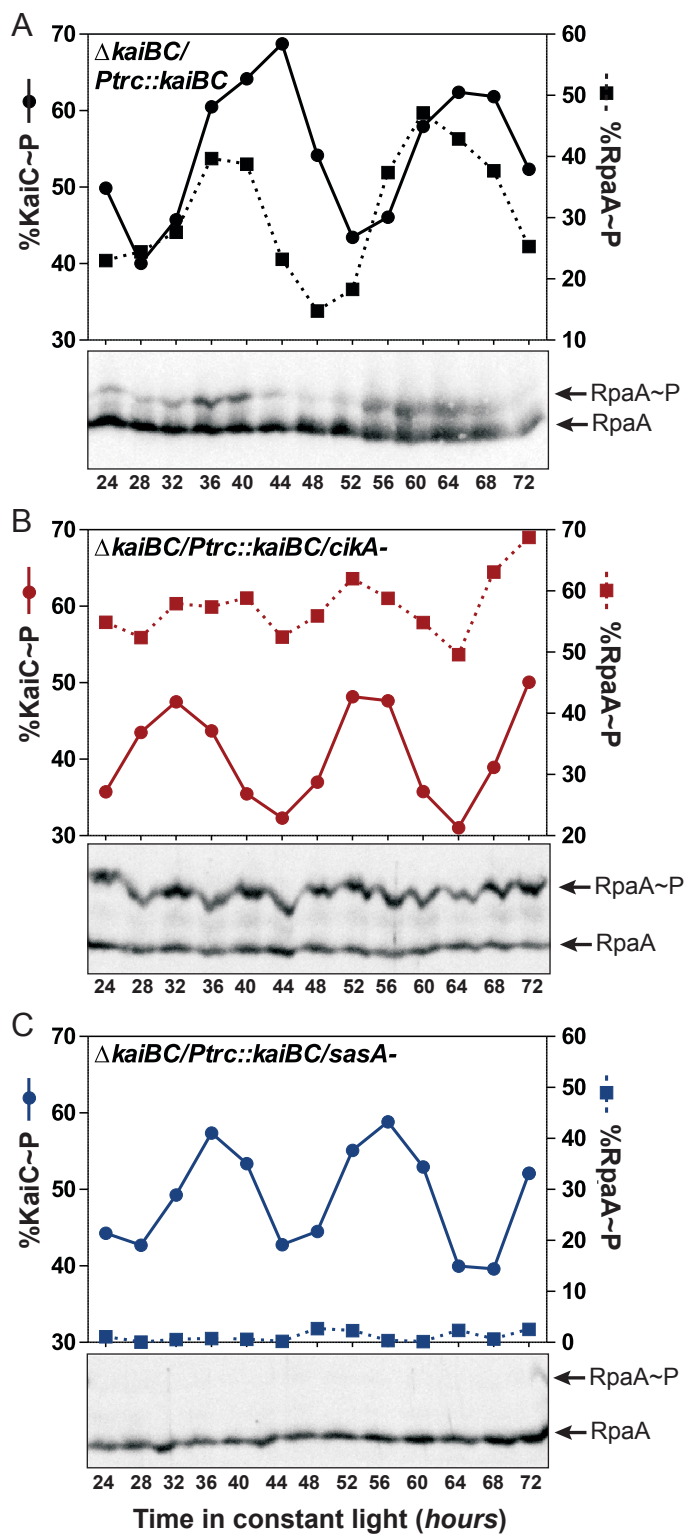 A
ΔkaiBC/
Ptrc::kaiBC
%KaiC~P
%RpaA~P
70
60
50
40
30
60
50
40
30
20
10
RpaA~P
RpaA
24 28 32 36 40 44 48 52 56 60 64 68 72
B
ΔkaiBC/Ptrc::kaiBC/cikA-
%KaiC~P
%RpaA~P
70
60
50
40
30
70
60
50
40
30
20
RpaA~P
RpaA
24 28 32 36 40 44 48 52 56 60 64 68 72
C
ΔkaiBC/Ptrc::kaiBC/sasA-
%KaiC~P
%RpaA~P
70
60
50
40
30
60
50
40
30
20
10
0
RpaA~P
RpaA
24 28 32 36 40 44 48 52 56 60 64 68 72
Time in constant light (hours)